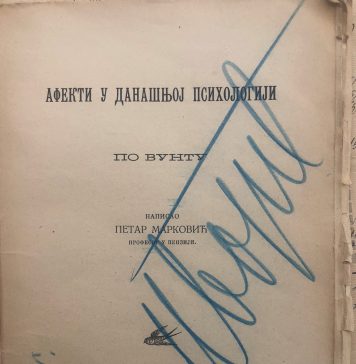 АФЕКТИ У ДАНАШЊОЈ ПСИХОЛОГИЈИ
ПО ВУНТУ
НАПИСАО
ПЕТАР МАРКОВИЋ
ПРОФЕСОР У ПЕНЗИЈИ.